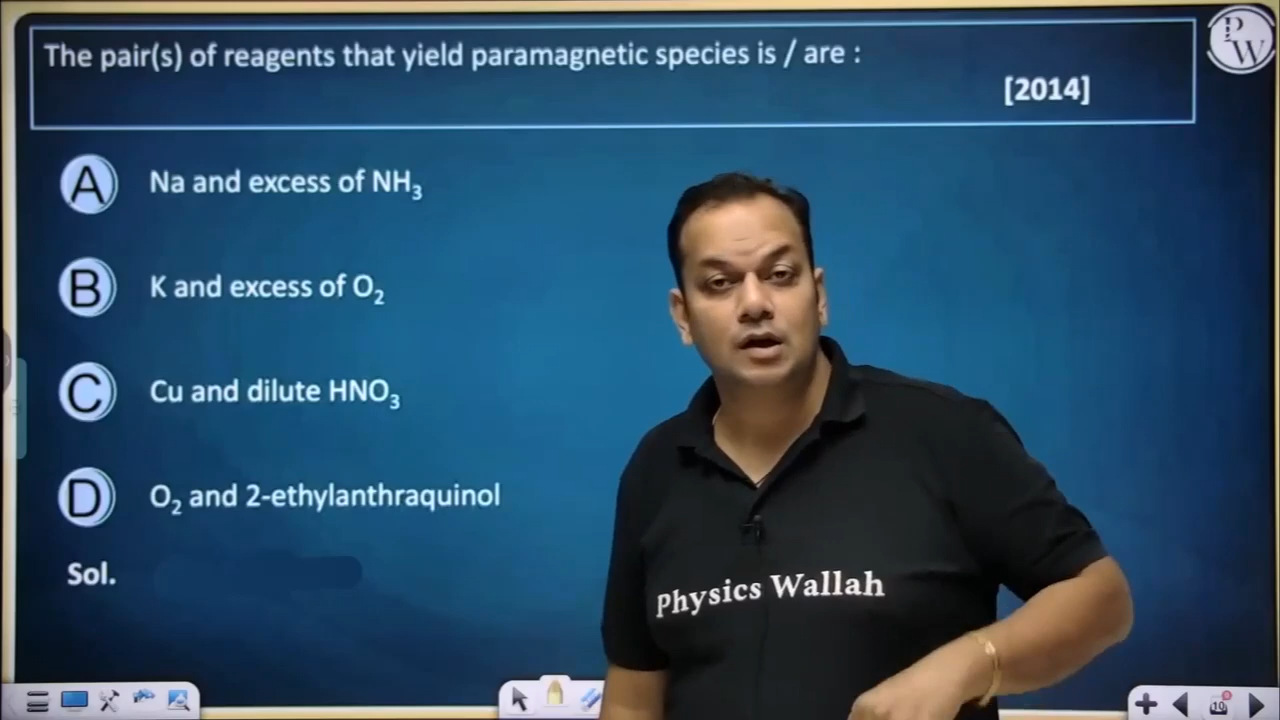 The pair(s) of reagents that yield paramagnetic species is / are :
[2014]
P
W
A Na and excess of NH₃
B K and excess of O₂
C Cu and dilute HNO₃
D O₂ and 2-ethylanthraquinol
Sol.
Physics Wallah
10